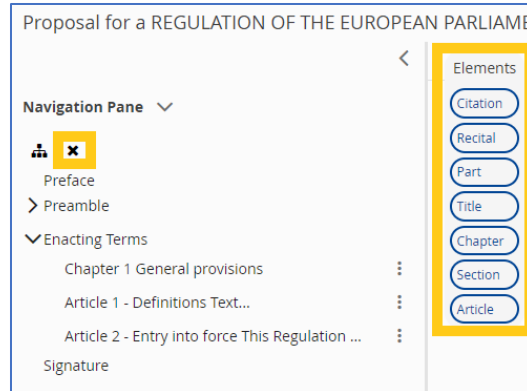 Proposal for a REGULATION OF THE EUROPEAN PARLIAME
Navigation Pane
Preface
Preamble
Enacting Terms
Chapter 1 General provisions
Article 1 - Definitions Text...
Article 2 - Entry into force This Regulation ...
Signature
Elements
Citation
Recital
Part
Title
Chapter
Section
Article